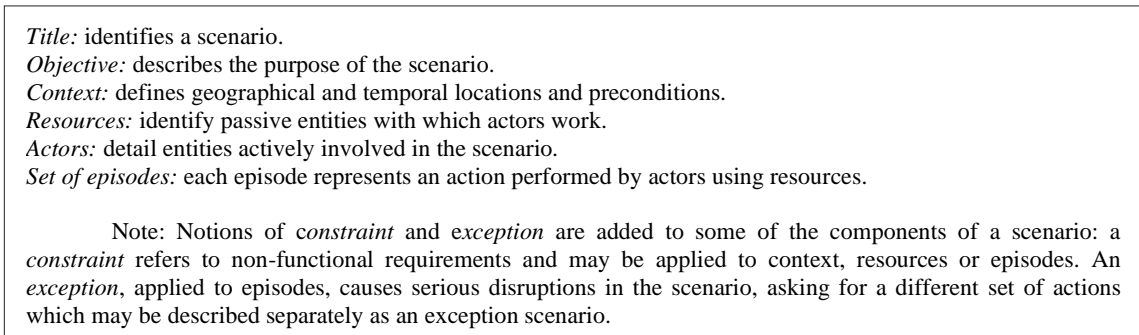 Title: identifies a scenario.
Objective: describes the purpose of the scenario.
Context: defines geographical and temporal locations and preconditions.
Resources: identify passive entities with which actors work.
Actors: detail entities actively involved in the scenario.
Set of episodes: each episode represents an action performed by actors using resources.
Note: Notions of constraint and exception are added to some of the components of a scenario: a
constraint refers to non-functional requirements and may be applied to context, resources or episodes. An
exception, applied to episodes, causes serious disruptions in the scenario, asking for a different set of actions
which may be described separately as an exception scenario.